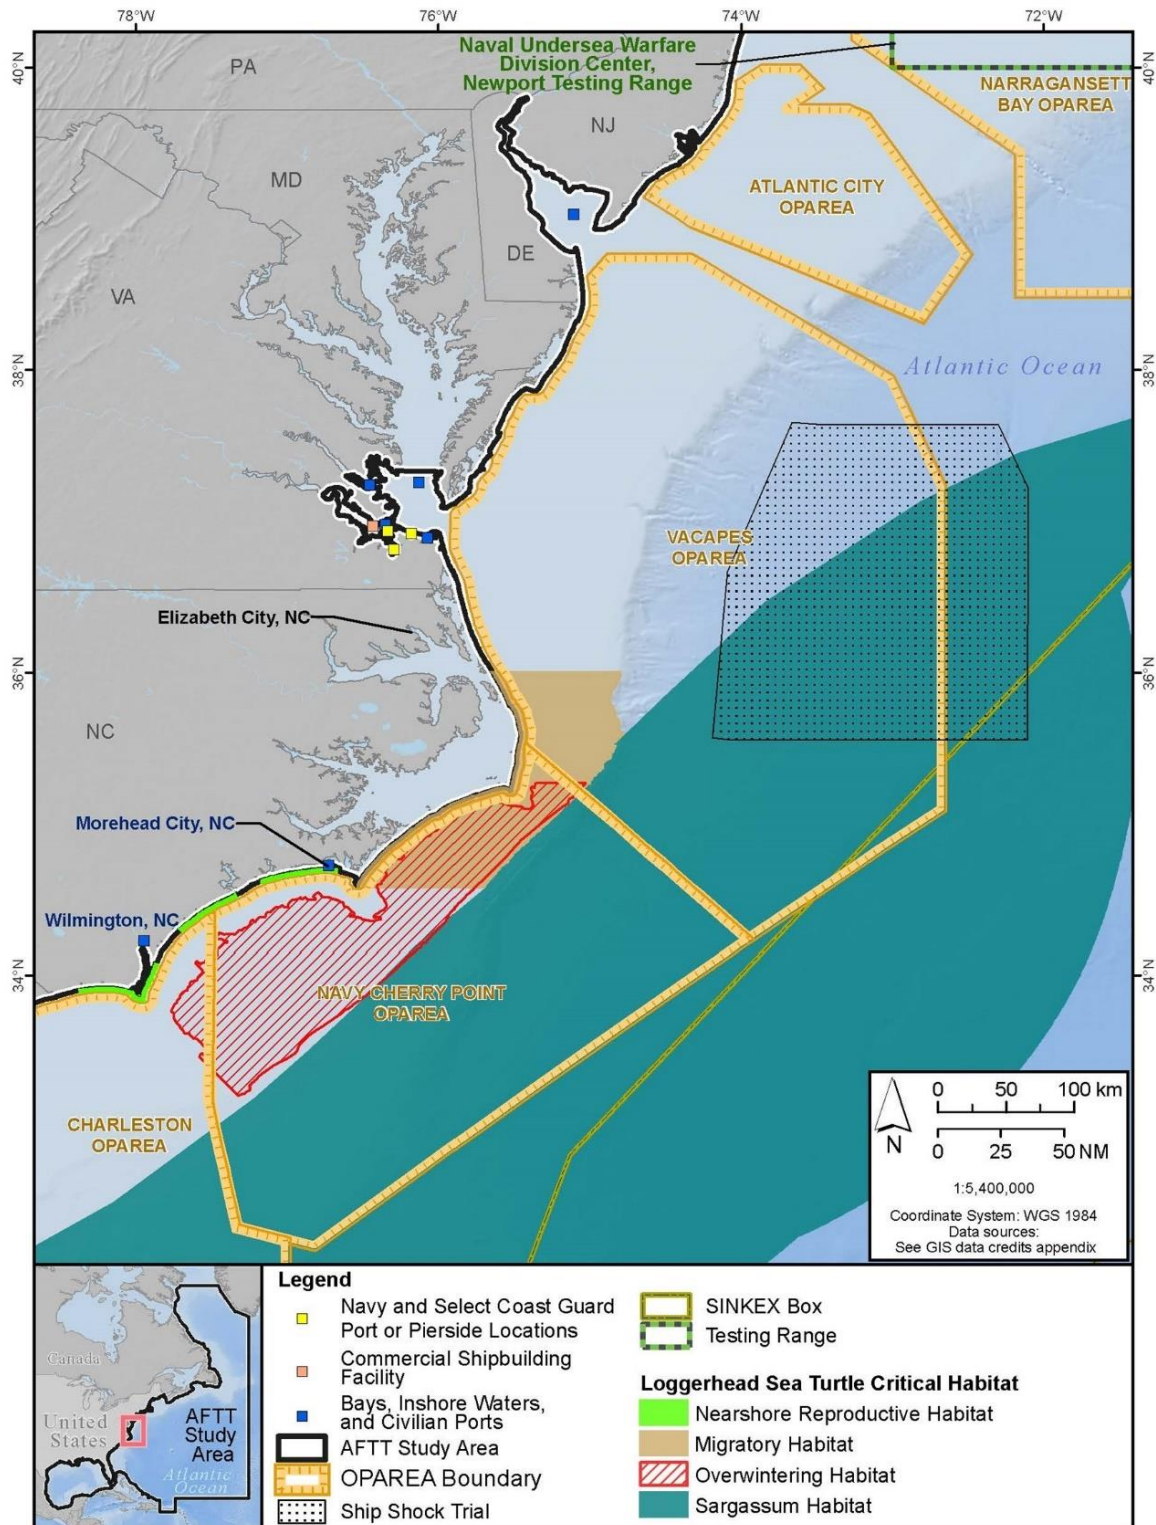 78°W
76°W
74°W
72°W
40°N
40°N
Naval Undersea Warfare
Division Center,
Newport Testing Range
PA
NJ
NARRAGANSETT
BAY OPAREA
MD
ATLANTIC CITY
OPAREA
DE
VA
38°N
38°N
Atlantic Ocean
VACAPES
OPAREA
Elizabeth City, NC
36°N
36°N
NC
Morehead City, NC
Wilmington, NC
34°N
34°N
NAVY CHERRY POINT
OPAREA
CHARLESTON
OPAREA
0 50 100 km
N
0 25 50 NM
1:5,400,000
Coordinate System: WGS 1984
Data sources:
See GIS data credits appendix
Canada
United
States
AFTT
Study
Area
Atlantic
Ocean
Legend
Navy and Select Coast Guard
Port or Pierside Locations
Commercial Shipbuilding
Facility
Bays, Inshore Waters,
and Civilian Ports
AFTT Study Area
OPAREA Boundary
Ship Shock Trial
SINKEX Box
Testing Range
Loggerhead Sea Turtle Critical Habitat
Nearshore Reproductive Habitat
Migratory Habitat
Overwintering Habitat
Sargassum Habitat